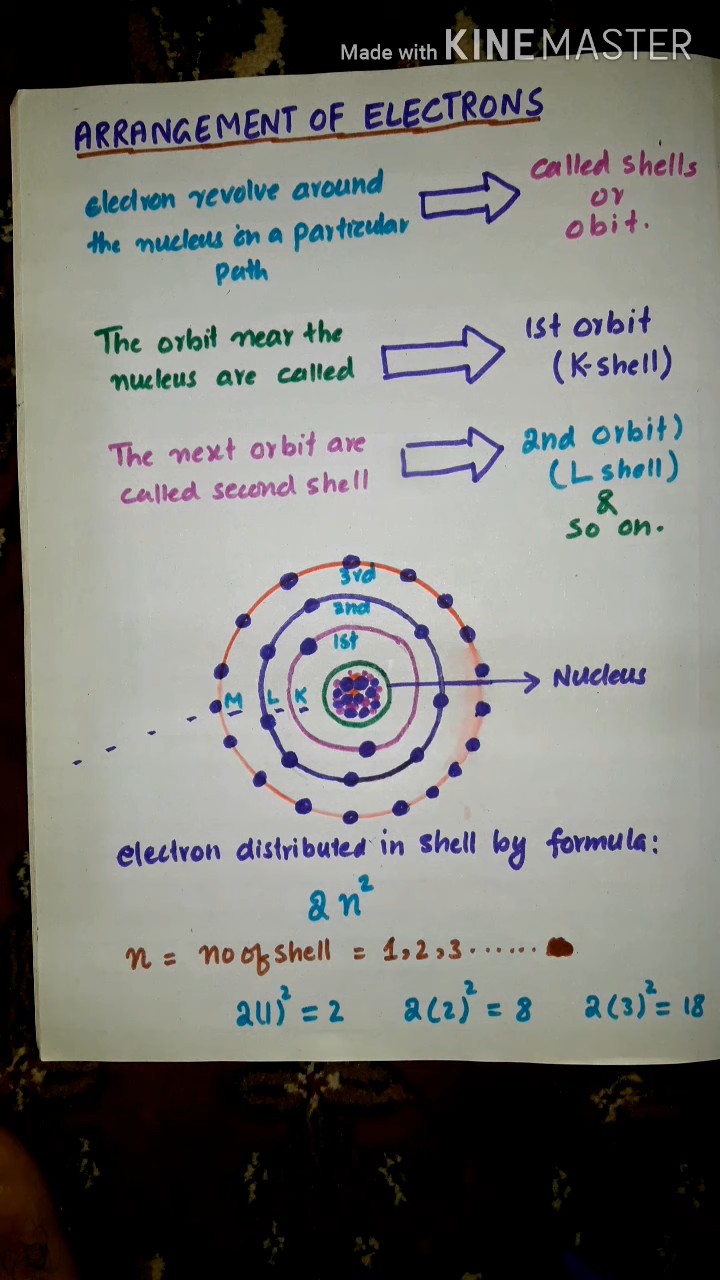 Made with KINEMASTER
ARRANGEMENT OF ELECTRONS
electron revolve around
the nucleus in a particular
path
called shells
or
obit.
The orbit near the
nucleus are called
1st orbit
(K-shell)
The next orbit are
called second shell
2nd orbit)
(L shell)
&
so on.
3rd
2nd
1st
M L K
Nucleus
electron distributed in shell by formula:
2n²
n = no of shell = 1,2,3......
2(1)² = 2 2(2)² = 8 2(3)² = 18